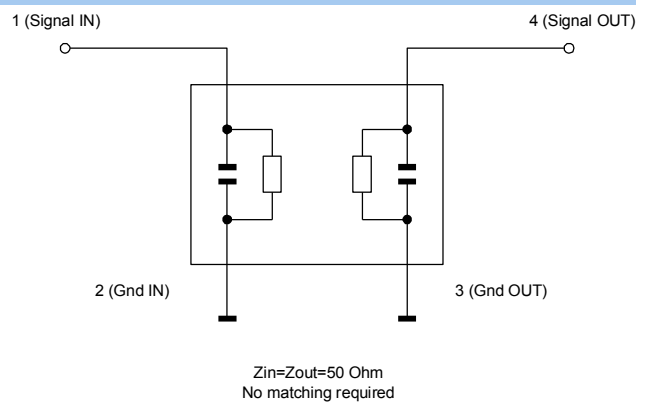 1 (Signal IN)
4 (Signal OUT)
2 (Gnd IN)
3 (Gnd OUT)
Zin=Zout=50 Ohm
No matching required